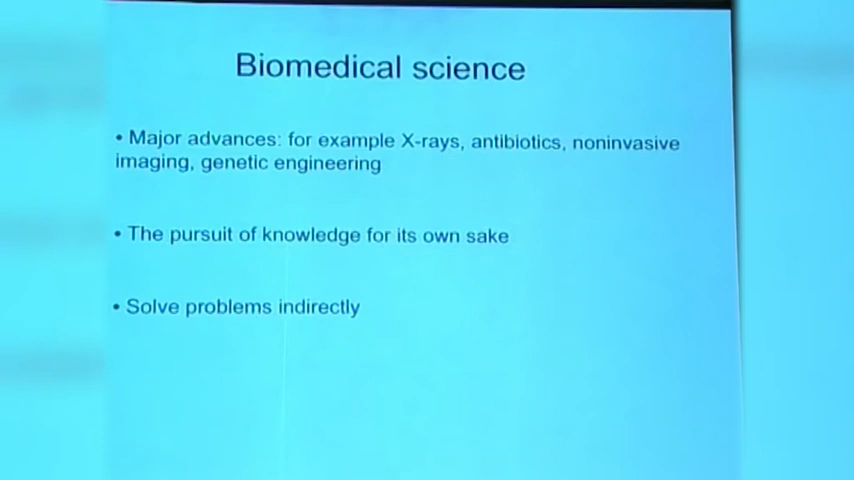 Biomedical science
• Major advances: for example X-rays, antibiotics, noninvasive
imaging, genetic engineering
• The pursuit of knowledge for its own sake
• Solve problems indirectly